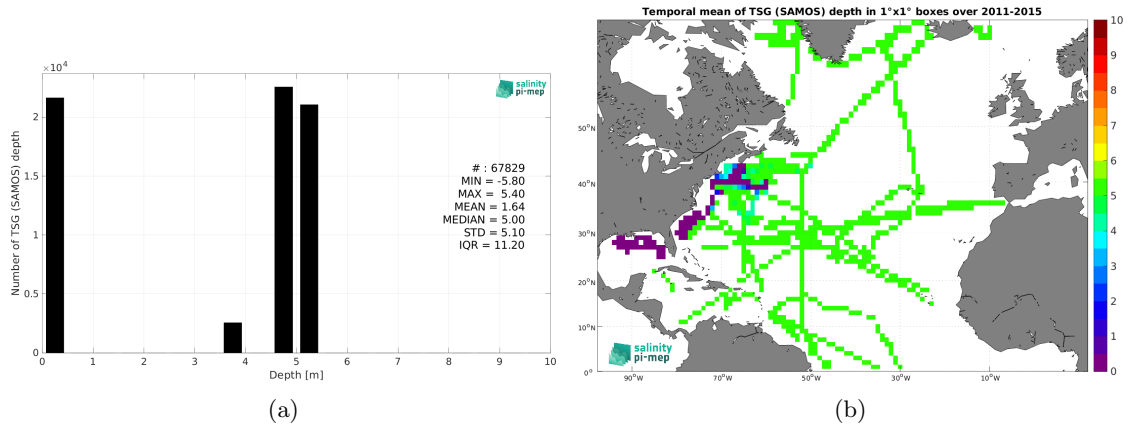 ×10⁴
salinity
pi-mep
Number of TSG (SAMOS) depth
2
1.5
1
0.5
0
# : 67829
MIN = -5.80
MAX = 5.40
MEAN = 1.64
MEDIAN = 5.00
STD = 5.10
IQR = 11.20
0 1 2 3 4 5 6 7 8 9 10
Depth [m]
(a)
Temporal mean of TSG (SAMOS) depth in 1°x1° boxes over 2011-2015
50°N
40°N
30°N
20°N
10°N
0°
90°W 70°W 50°W 30°W 10°W
salinity
pi-mep
10
9
8
7
6
5
4
3
2
1
0
(b)